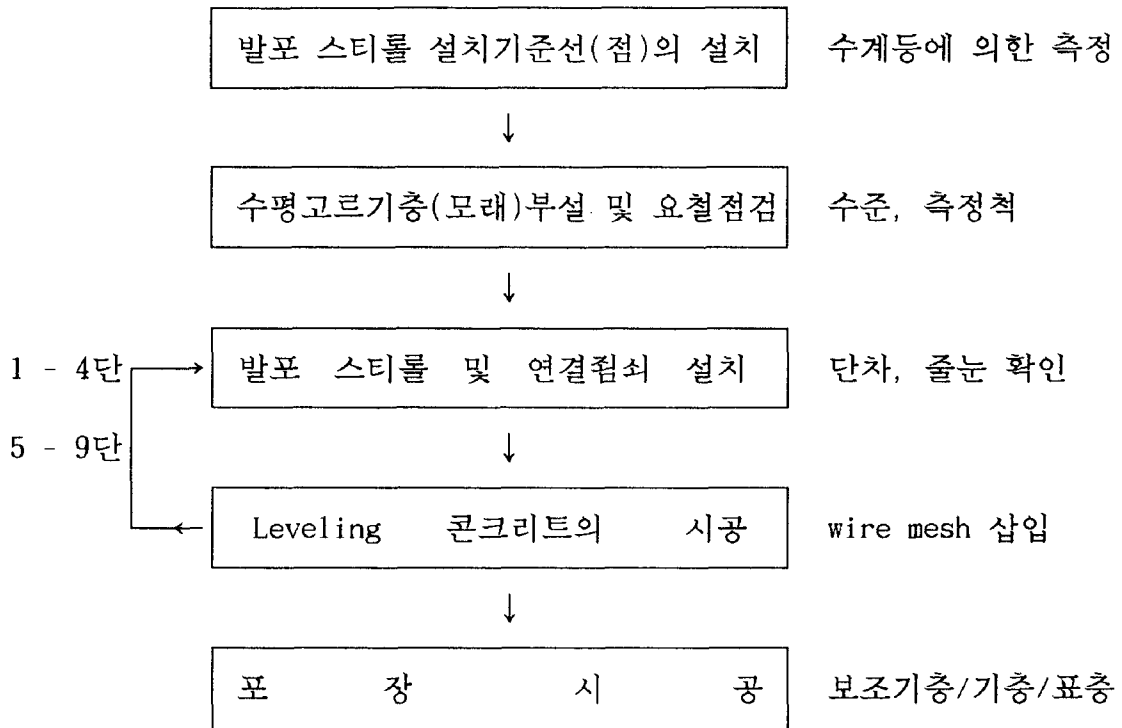 발포 스티롤 설치기준선(점)의 설치 수계등에 의한 측정
↓
수평고르기층(모래)부설 및 요철점검 수준, 측정척
↓
1 - 4단 발포 스티롤 및 연결죔쇠 설치 단차, 줄눈 확인
5 - 9단 ↓
Leveling 콘크리트의 시공 wire mesh 삽입
↓
포 장 시 공 보조기층/기층/표층